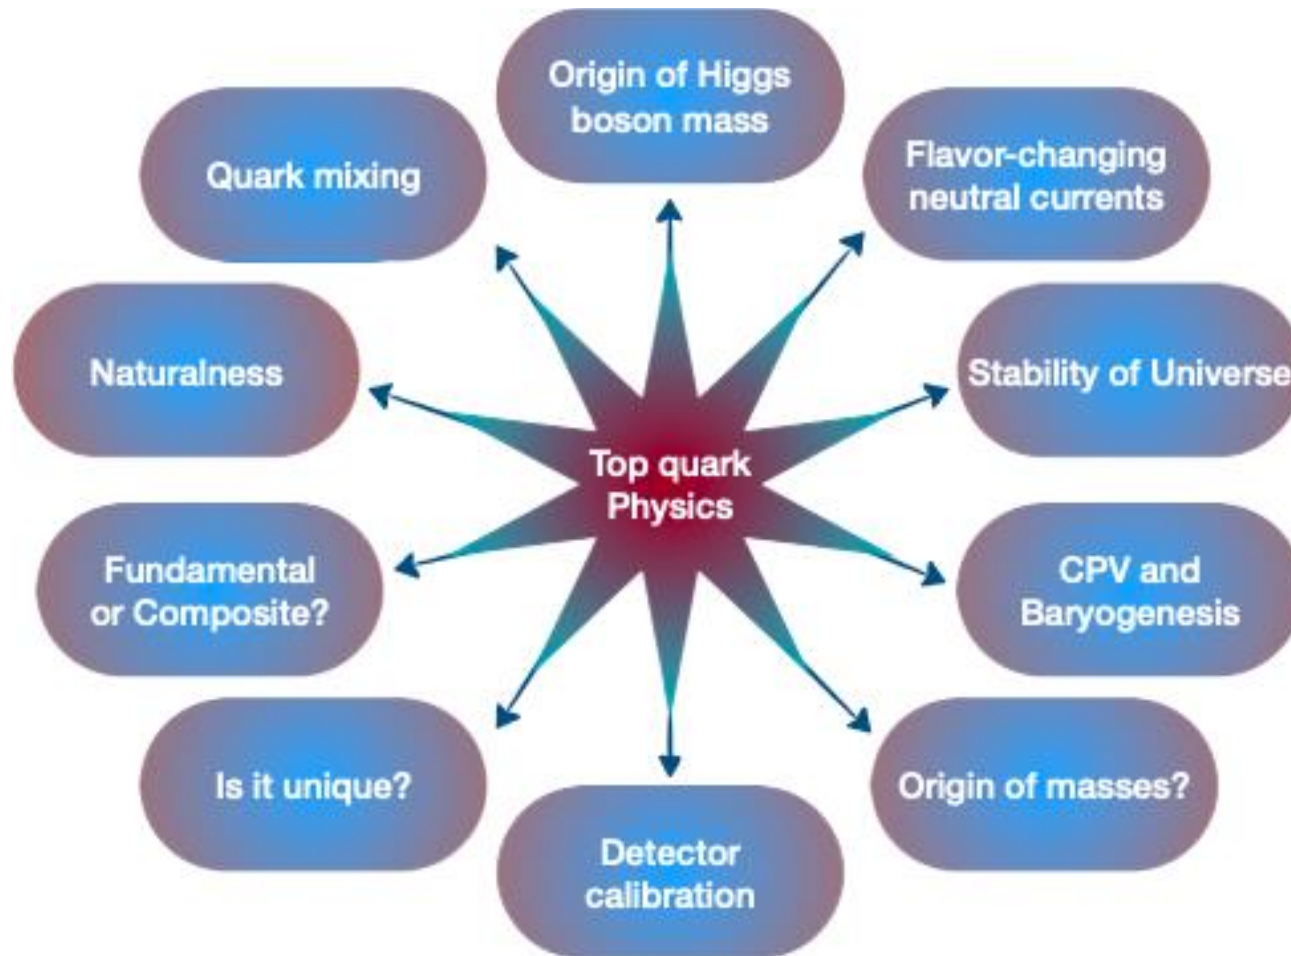 Origin of Higgs
boson mass
Flavor-changing
neutral currents
Quark mixing
Stability of Universe
Naturalness
Top quark
Physics
Fundamental
or Composite?
CPV and
Baryogenesis
Is it unique?
Origin of masses?
Detector
calibration